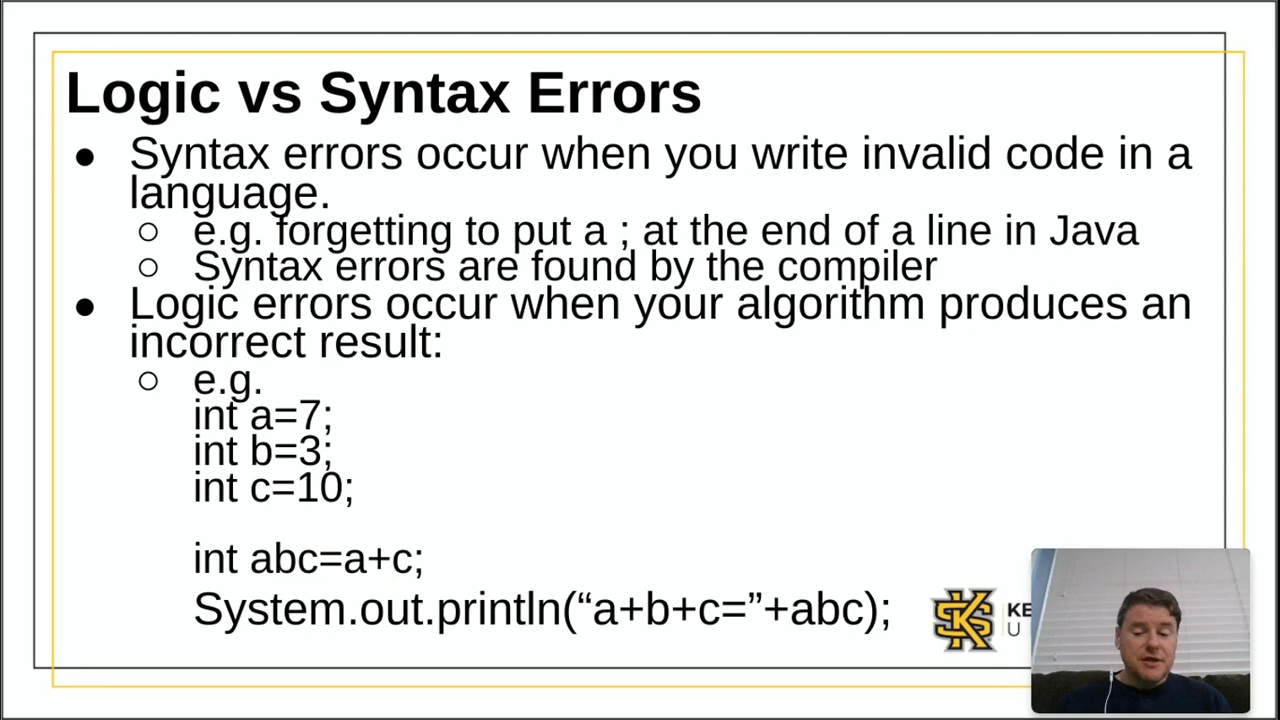 Logic vs Syntax Errors
● Syntax errors occur when you write invalid code in a
language.
○ e.g. forgetting to put a ; at the end of a line in Java
○ Syntax errors are found by the compiler
● Logic errors occur when your algorithm produces an
incorrect result:
○ e.g.
int a=7;
int b=3;
int c=10;
int abc=a+c;
System.out.println(“a+b+c=”+abc);
KS
KE
U